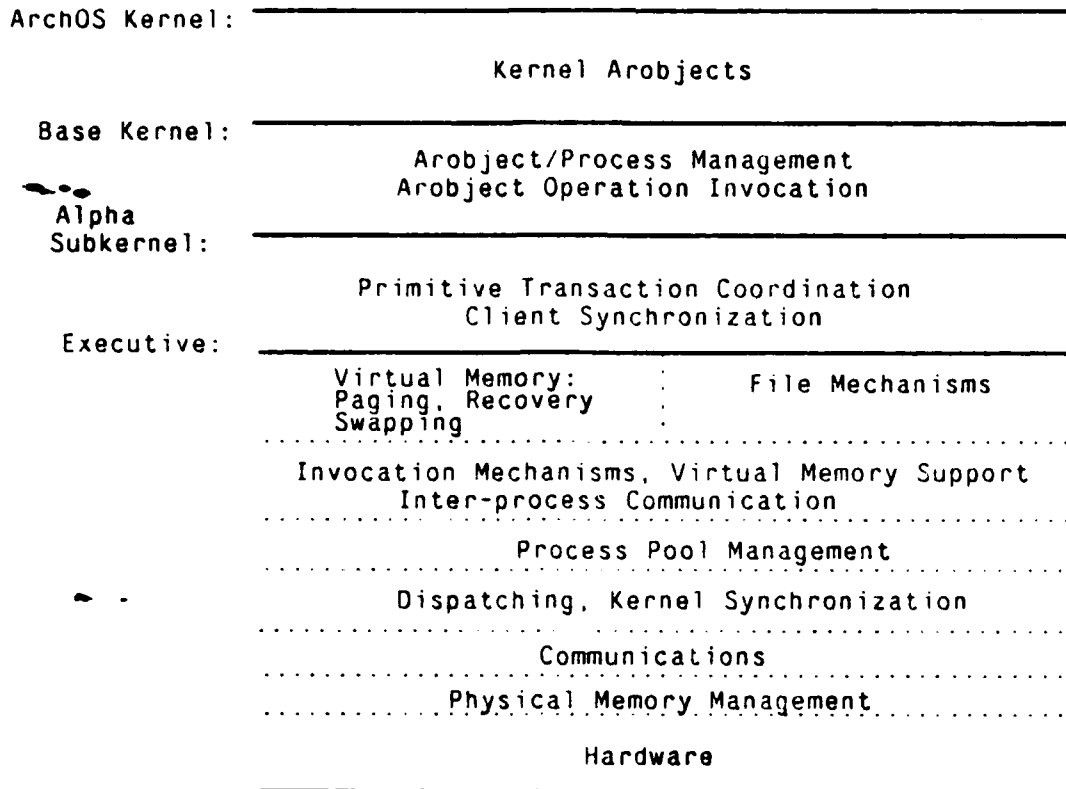 ArchOS Kernel:
Kernel Arobjects
Base Kernel:
Arobject/Process Management
Arobject Operation Invocation
Alpha
Subkernel:
Primitive Transaction Coordination
Client Synchronization
Executive:
Virtual Memory:
Paging, Recovery
Swapping
File Mechanisms
Invocation Mechanisms, Virtual Memory Support
Inter-process Communication
Process Pool Management
Dispatching, Kernel Synchronization
Communications
Physical Memory Management
Hardware